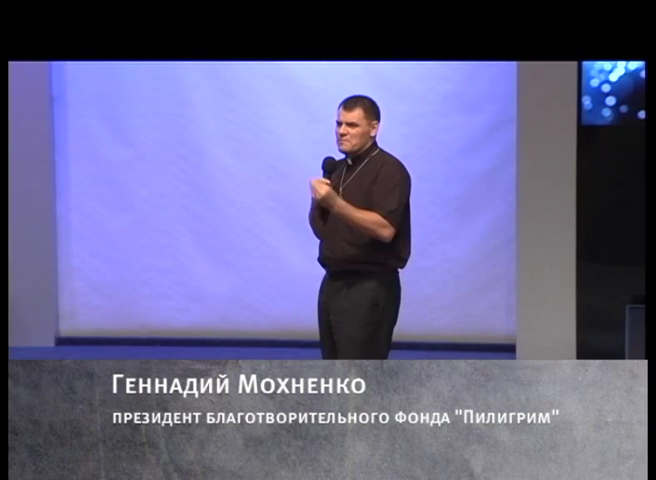 Геннадий Мохненко
президент благотворительного фонда "Пилигрим"